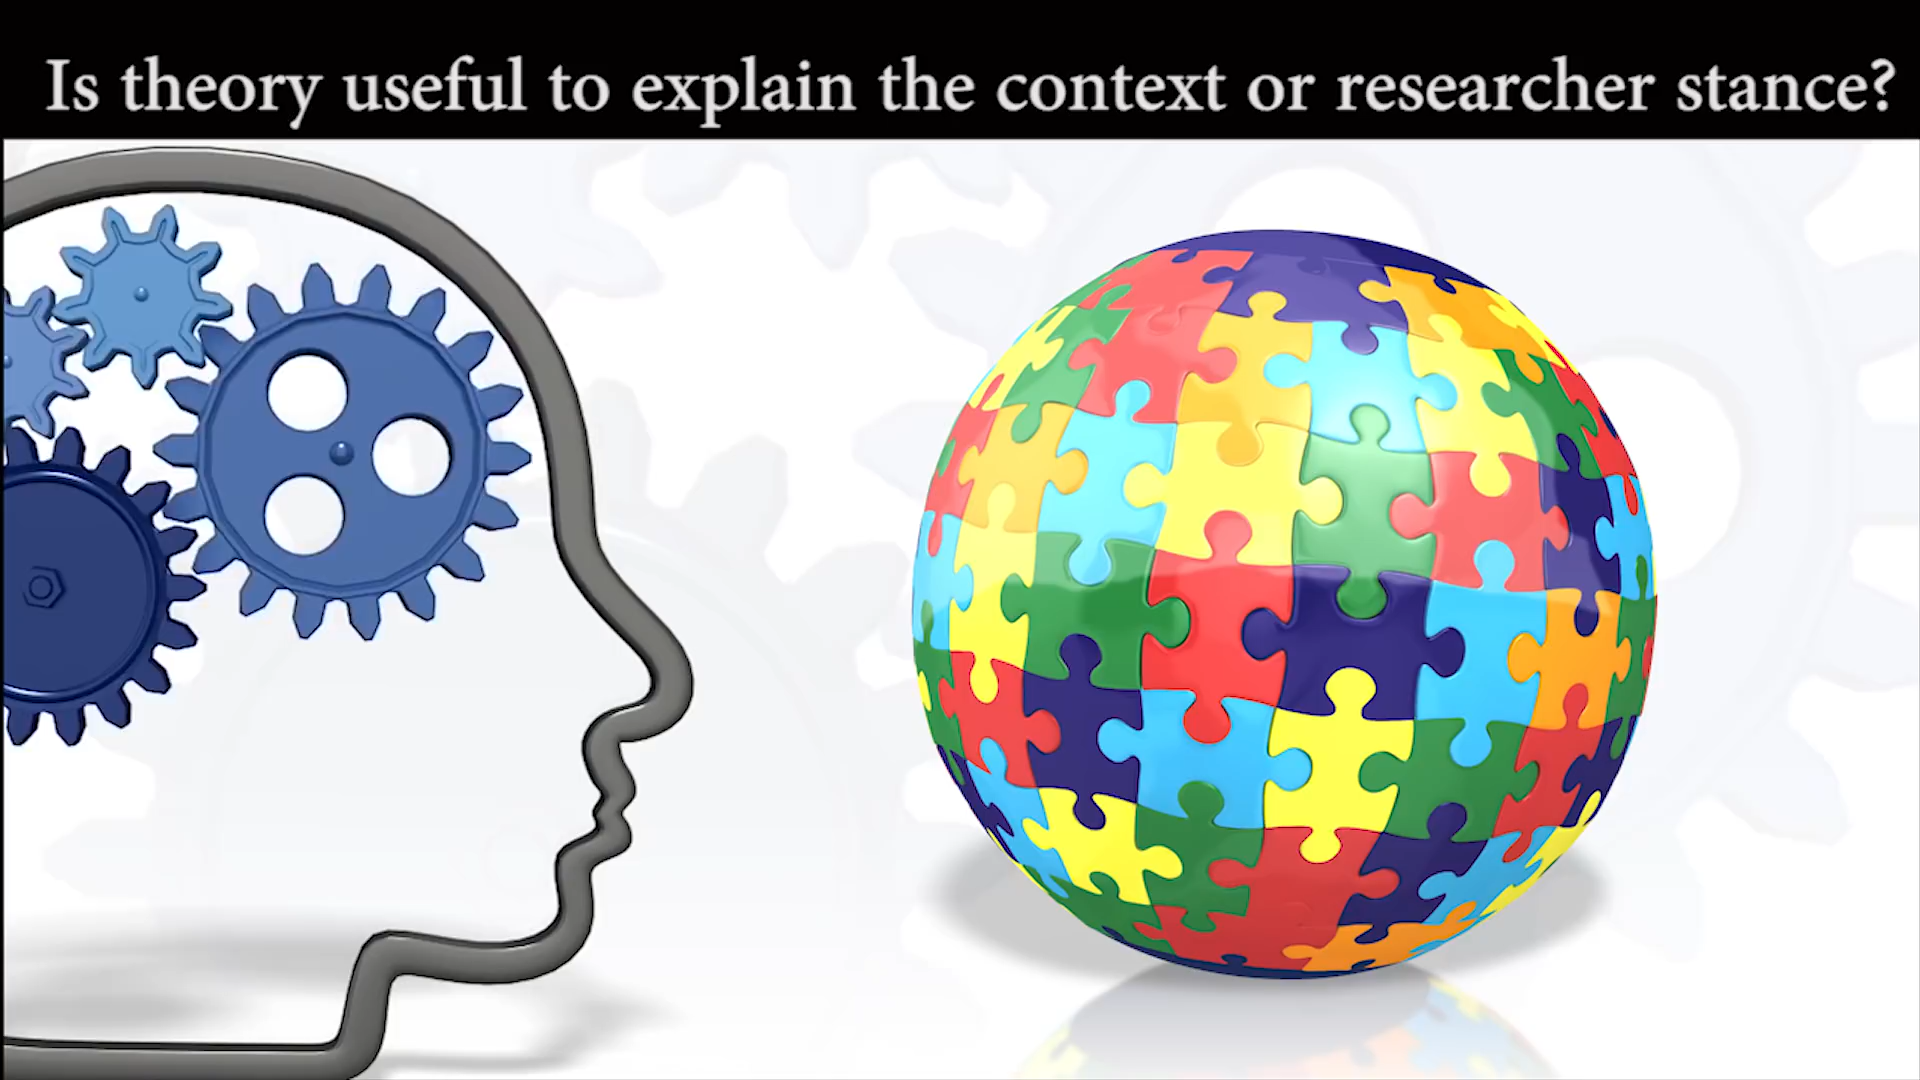 Is theory useful to explain the context or researcher stance?